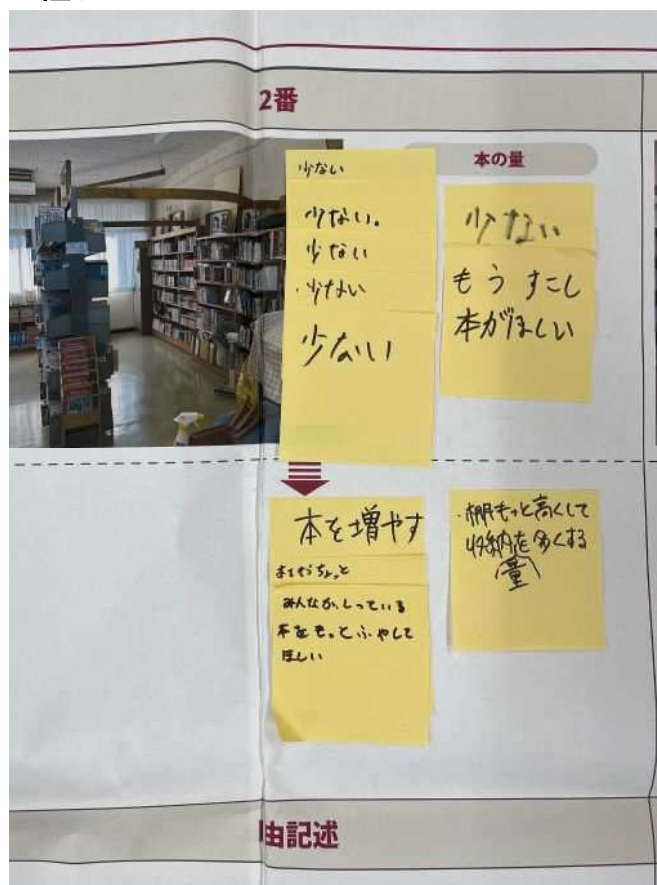 2番
少ない
少ない。
少ない
・少ない
少ない
本の量
少ない
もうすこし
本がほしい
本を増やす
本もうちょっと
みんながしっている
本をもっとふやして
ほしい
・棚もっと高くして
収納を多くする
量
由記述